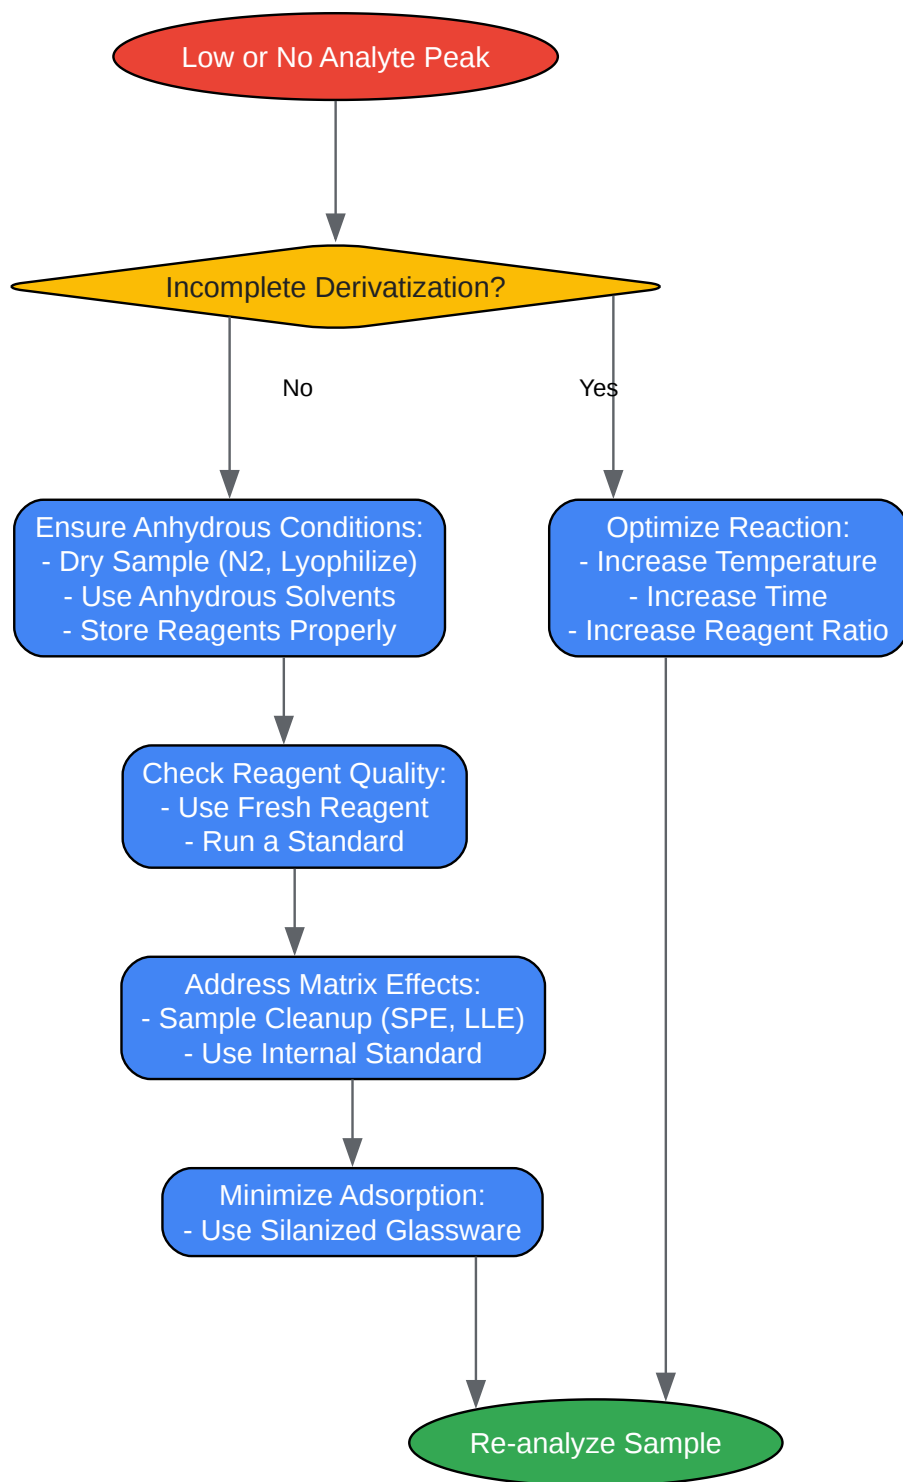 Low or No Analyte Peak
Incomplete Derivatization?
No
Yes
Ensure Anhydrous Conditions:
- Dry Sample (N2, Lyophilize)
- Use Anhydrous Solvents
- Store Reagents Properly
Optimize Reaction:
- Increase Temperature
- Increase Time
- Increase Reagent Ratio
Check Reagent Quality:
- Use Fresh Reagent
- Run a Standard
Address Matrix Effects:
- Sample Cleanup (SPE, LLE)
- Use Internal Standard
Minimize Adsorption:
- Use Silanized Glassware
Re-analyze Sample